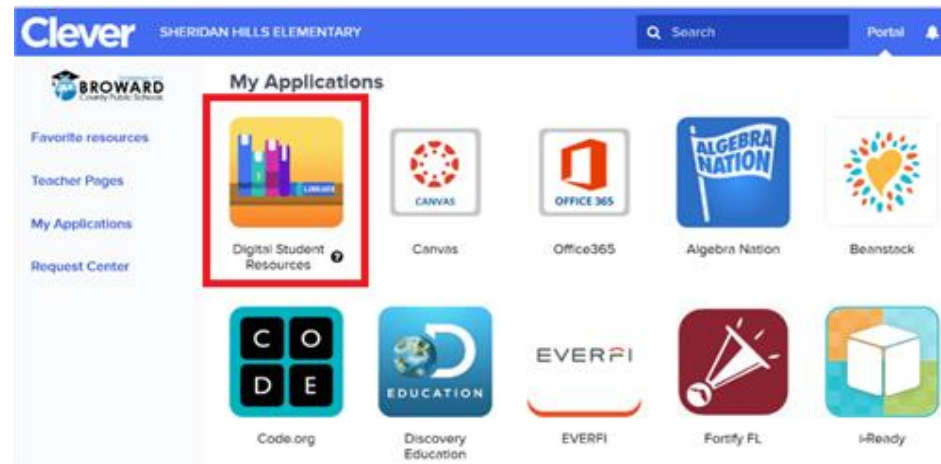 Clever SHERIDAN HILLS ELEMENTARY Search Portal
BROWARD
County Public Schools
My Applications
Favorite resources
Teacher Pages
My Applications
Request Center
LIBRARY
CANVAS
OFFICE 365
ALGEBRA
NATION
Digital Student
Resources
Canvas
Office365
Algebra Nation
Beanstack
C O
D E
EDUCATION
EVERFI
Code.org
Discovery
Education
EVERFI
Fortify FL
i-Ready